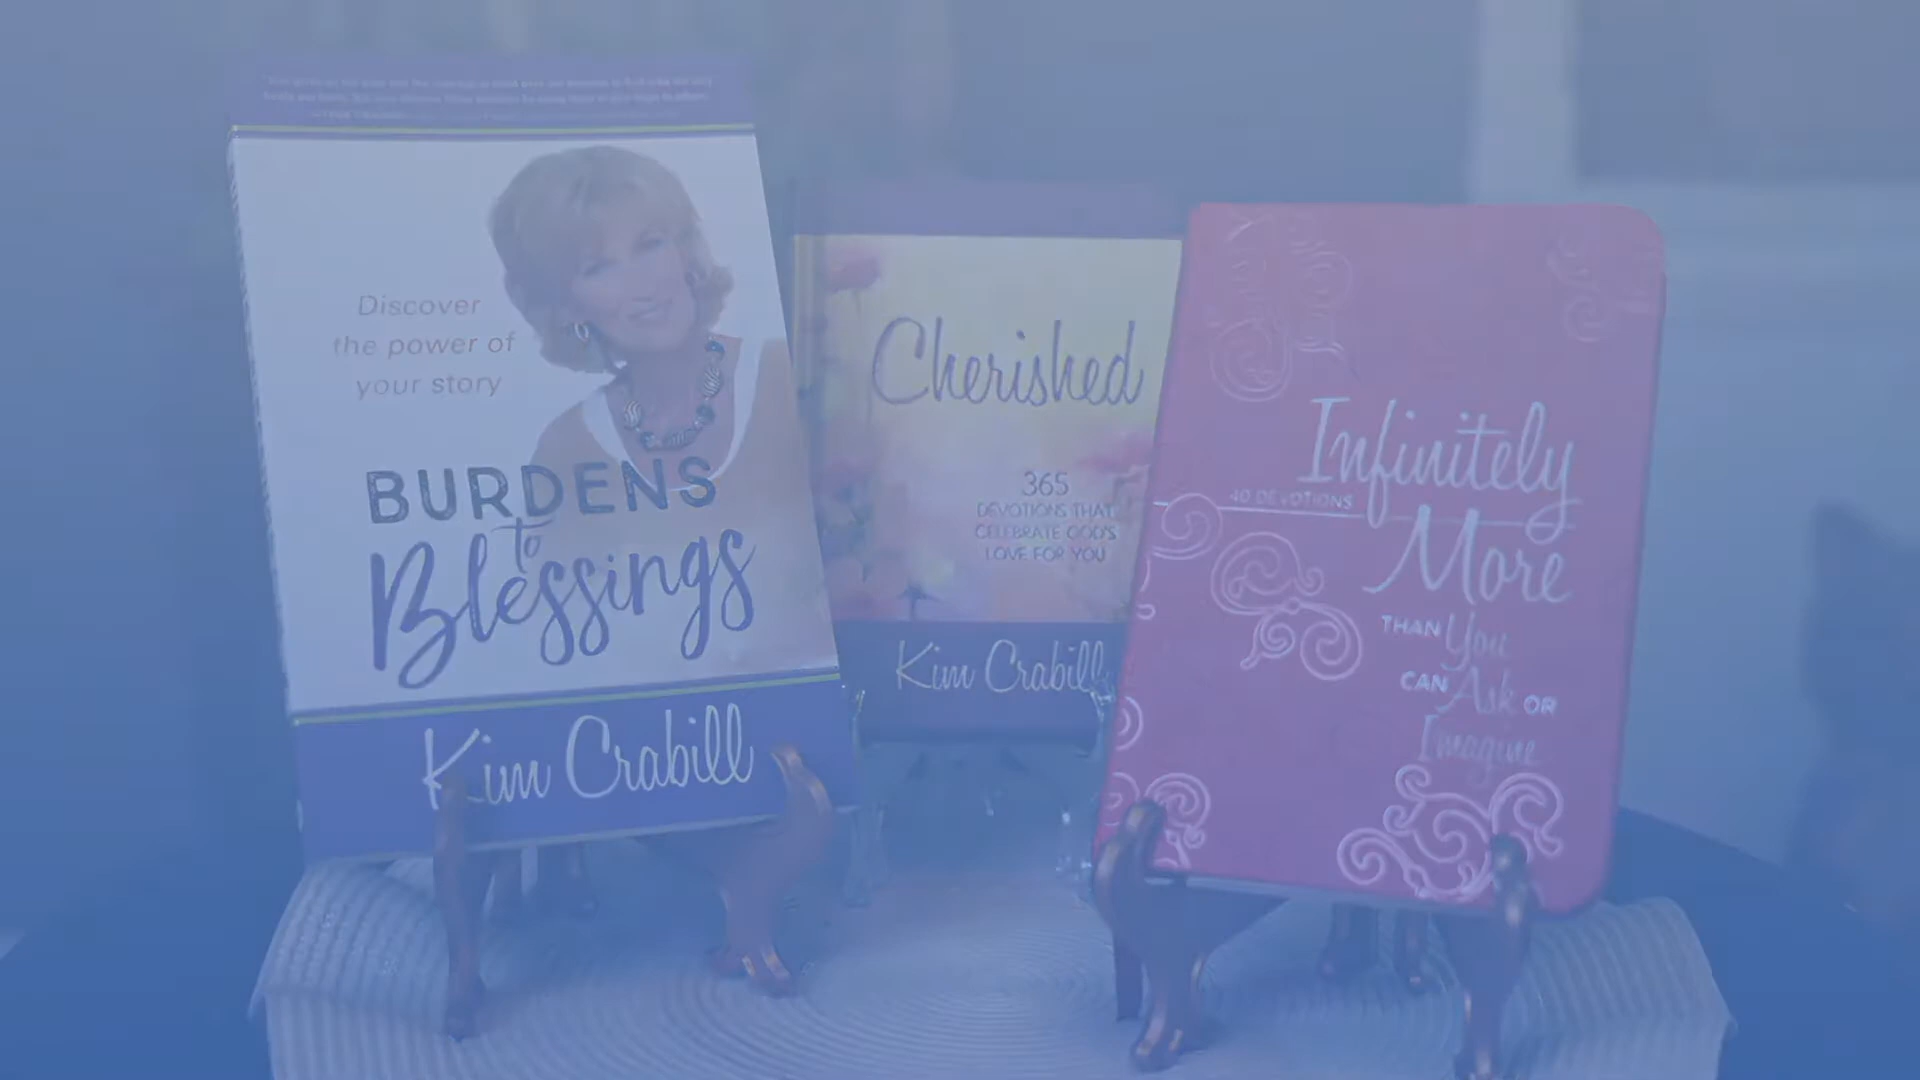 Discover
the power of
your story
BURDENS
to
Blessings
Kim Crabill
Cherished
365
DEVOTIONS THAT
CELEBRATE GOD'S
LOVE FOR YOU
Kim Crabill
Infinitely
40 DEVOTIONS
More
THAN You
CAN Ask OR
Imagine